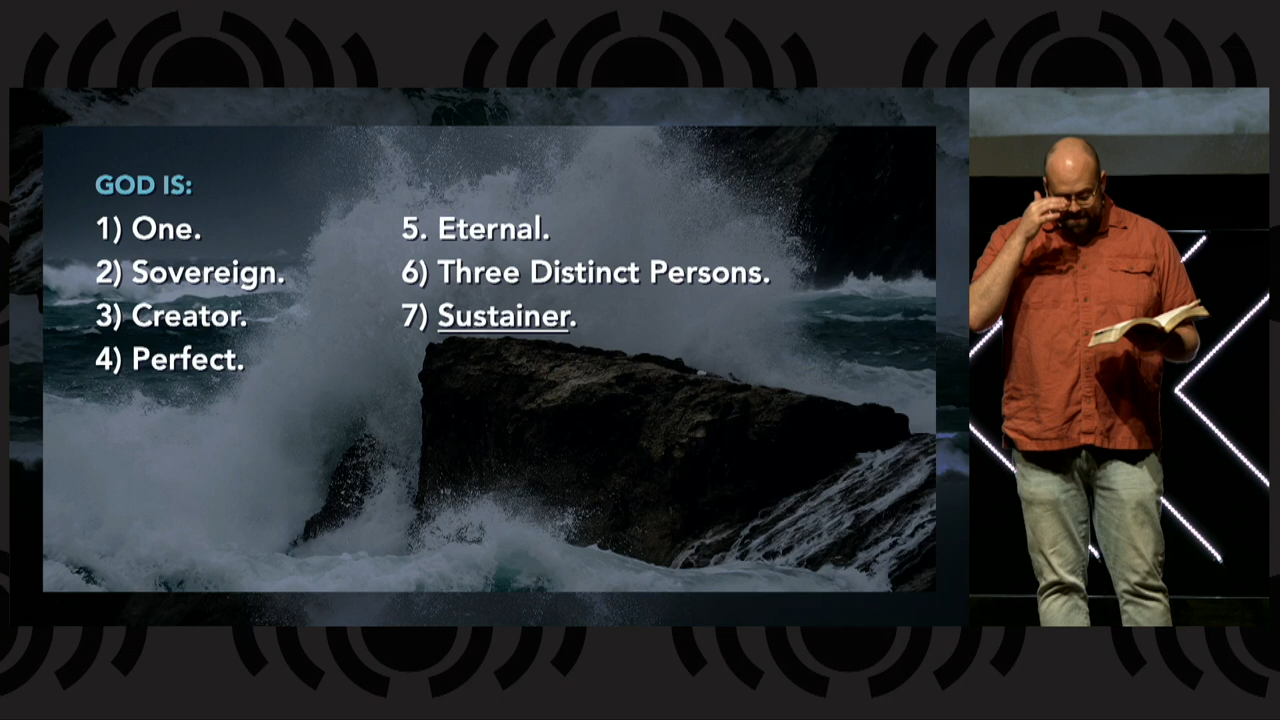 GOD IS:
1) One.
2) Sovereign.
3) Creator.
4) Perfect.
5. Eternal.
6) Three Distinct Persons.
7) Sustainer.